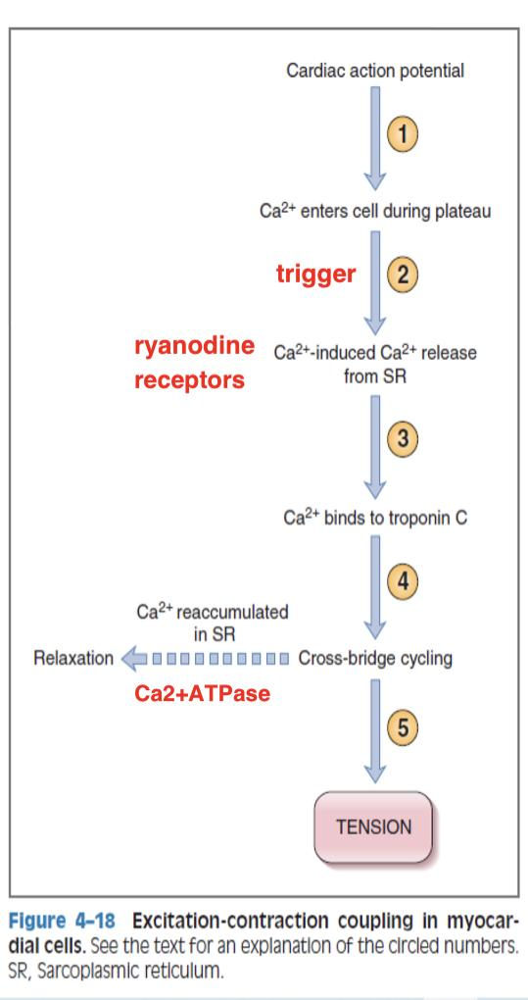 Cardiac action potential
1
Ca2+ enters cell during plateau
trigger
2
ryanodine
receptors
Ca2+-induced Ca2+ release
from SR
3
Ca2+ binds to troponin C
4
Ca2+ reaccumulated
in SR
Relaxation
Cross-bridge cycling
Ca2+ATPase
5
TENSION
Figure 4–18 Excitation-contraction coupling in myocar-
dial cells. See the text for an explanation of the circled numbers.
SR, Sarcoplasmic reticulum.